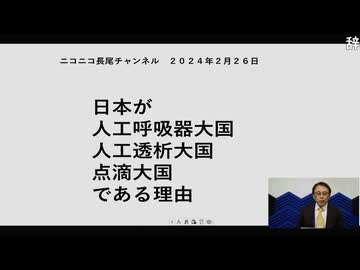 辞
ニコニコ長尾チャンネル　２０２４年２月２６日
日本が
人工呼吸器大国
人工透析大国
点滴大国
である理由